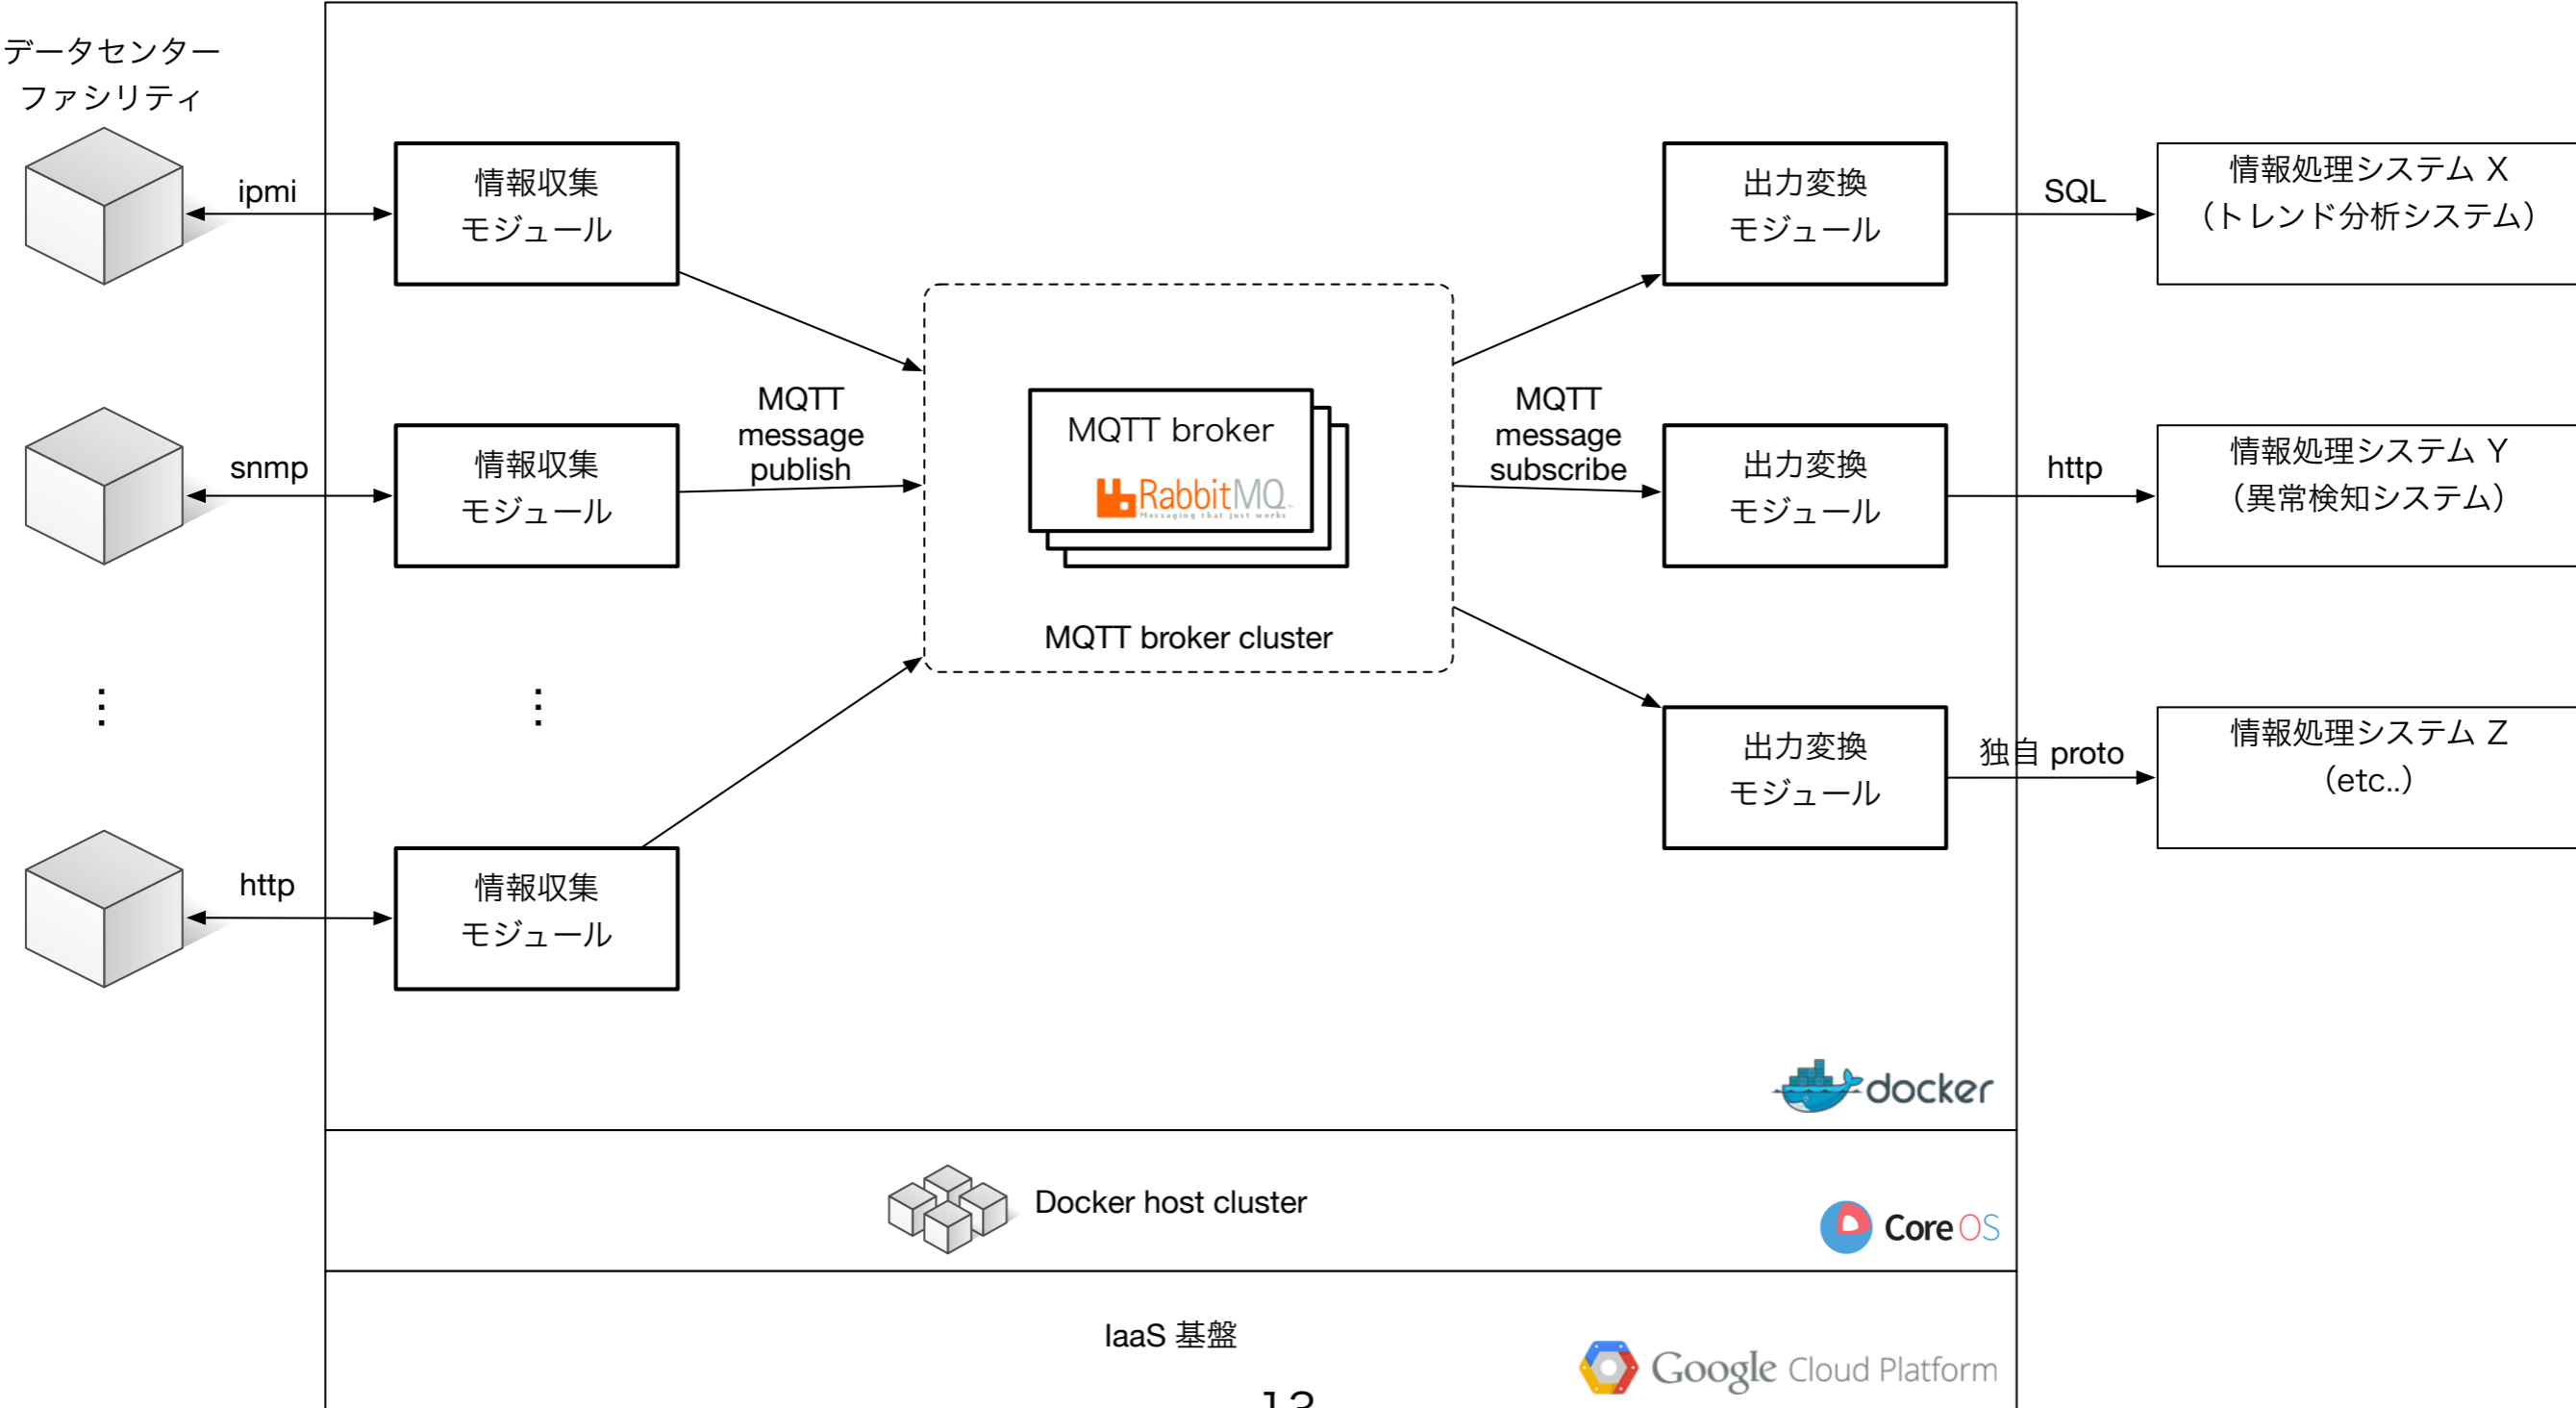 データセンター
ファシリティ
ipmi
情報収集
モジュール
出力変換
モジュール
SQL
情報処理システム X
（トレンド分析システム）
snmp
情報収集
モジュール
MQTT
message
publish
MQTT broker
RabbitMQ
Messaging that just works
MQTT broker cluster
MQTT
message
subscribe
出力変換
モジュール
http
情報処理システム Y
（異常検知システム）
⋮
⋮
出力変換
モジュール
独自 proto
情報処理システム Z
（etc..）
http
情報収集
モジュール
docker
Docker host cluster
CoreOS
IaaS 基盤
Google Cloud Platform